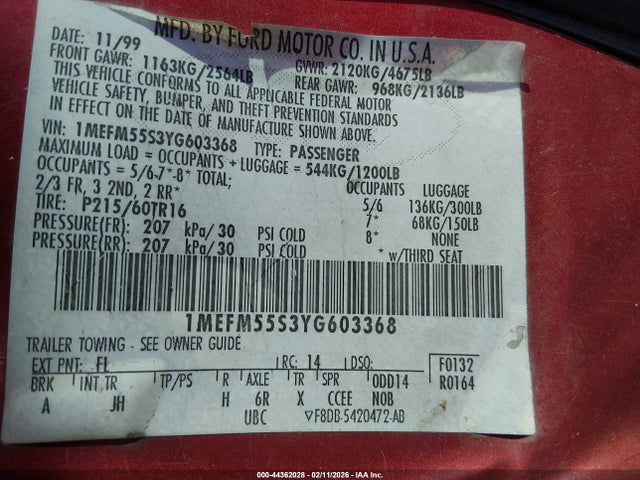 MFD. BY FORD MOTOR CO. IN U.S.A.
DATE: 11/99 GVWR: 2120KG/4675LB
FRONT GAWR: 1163KG/2564LB REAR GAWR: 968KG/2136LB
THIS VEHICLE CONFORMS TO ALL APPLICABLE FEDERAL MOTOR
VEHICLE SAFETY, BUMPER, AND THEFT PREVENTION STANDARDS
IN EFFECT ON THE DATE OF MANUFACTURE SHOWN ABOVE.
VIN: 1MEFM55S3YG603368 TYPE: PASSENGER
MAXIMUM LOAD = OCCUPANTS + LUGGAGE = 544KG/1200LB
OCCUPANTS = 5/6-7*-8* TOTAL; OCCUPANTS LUGGAGE
2/3 FR, 3 2ND, 2 RR* 5/6 136KG/300LB
TIRE: P215/60TR16 7* 68KG/150LB
PRESSURE(FR) 207 kPa/30 PSI COLD 8* NONE
PRESSURE(RR) 207 kPa/30 PSI COLD * w/THIRD SEAT
1MEFM55S3YG603368
TRAILER TOWING - SEE OWNER GUIDE
EXT PNT: FL RC: 14 DSO: F0132
BRK INT TR TP/PS R AXLE TR SPR ODD14 R0164
A JH H 6R X CCEE NOB
UBC F8DB-5420472-AB
000-44362028 - 02/11/2026 - IAAI, Inc.